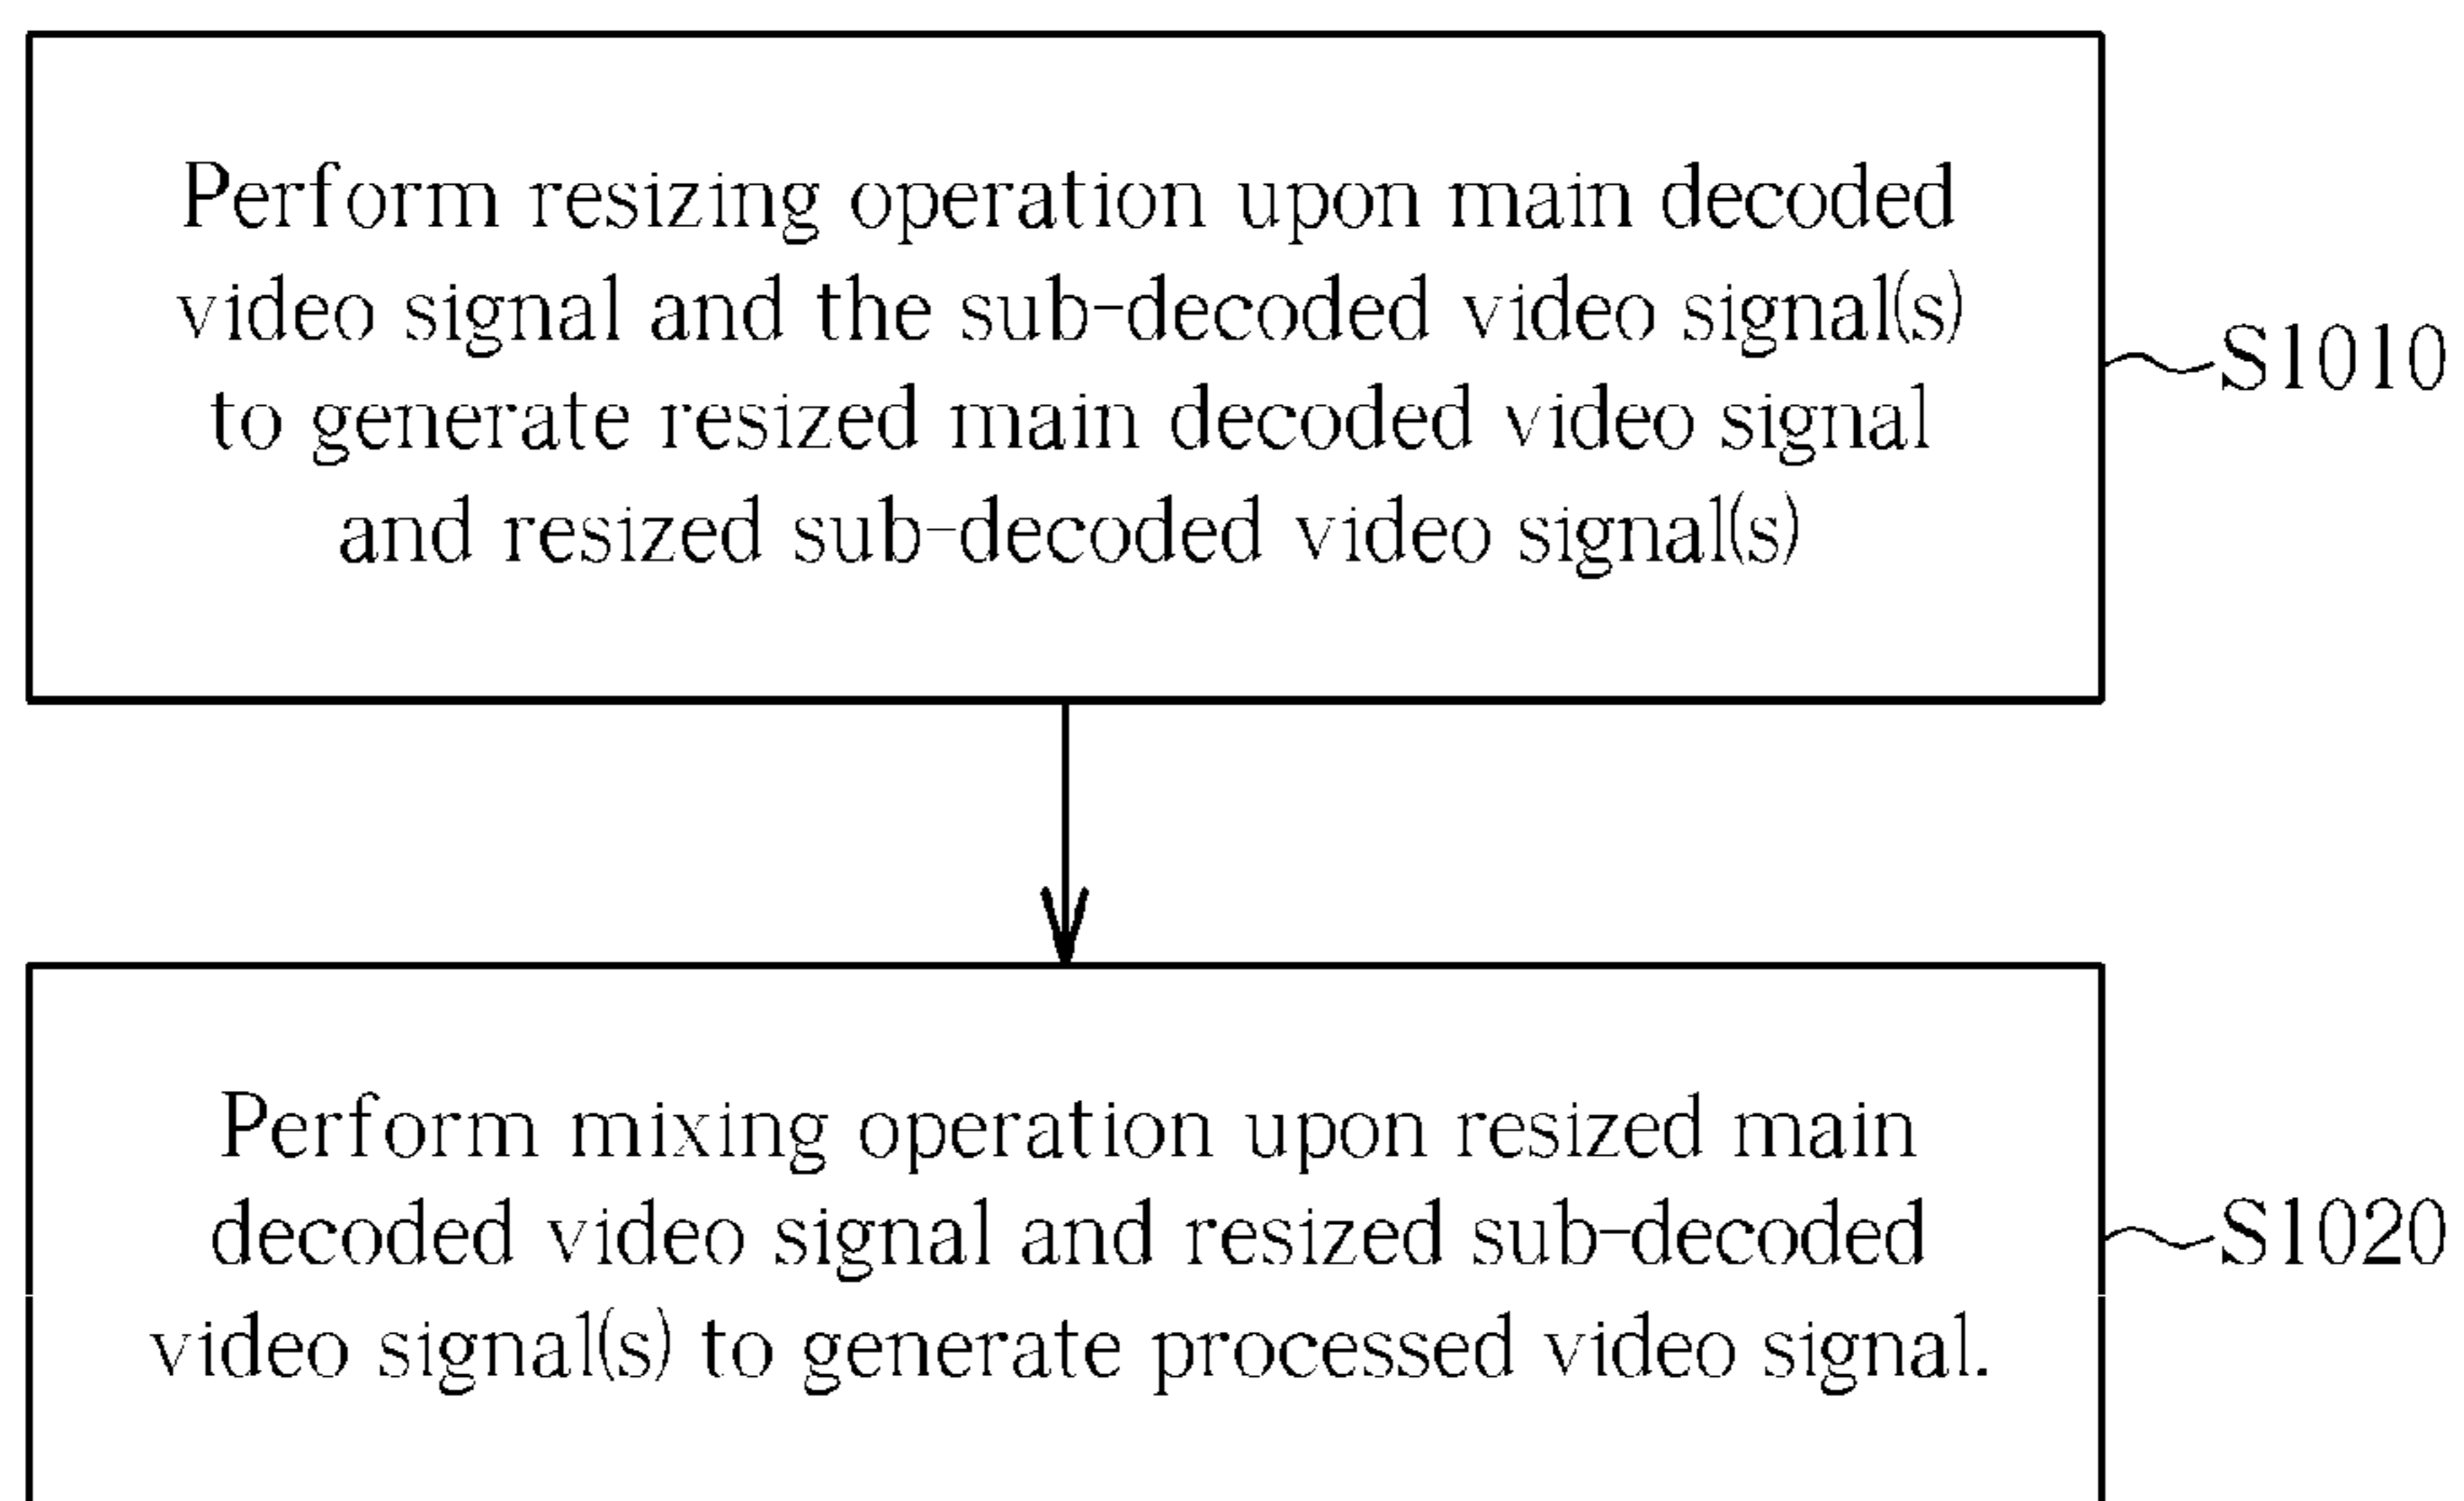 Perform resizing operation upon main decoded
video signal and the sub-decoded video signal(s)
to generate resized main decoded video signal
and resized sub-decoded video signal(s)
S1010
Perform mixing operation upon resized main
decoded video signal and resized sub-decoded
video signal(s) to generate processed video signal.
S1020